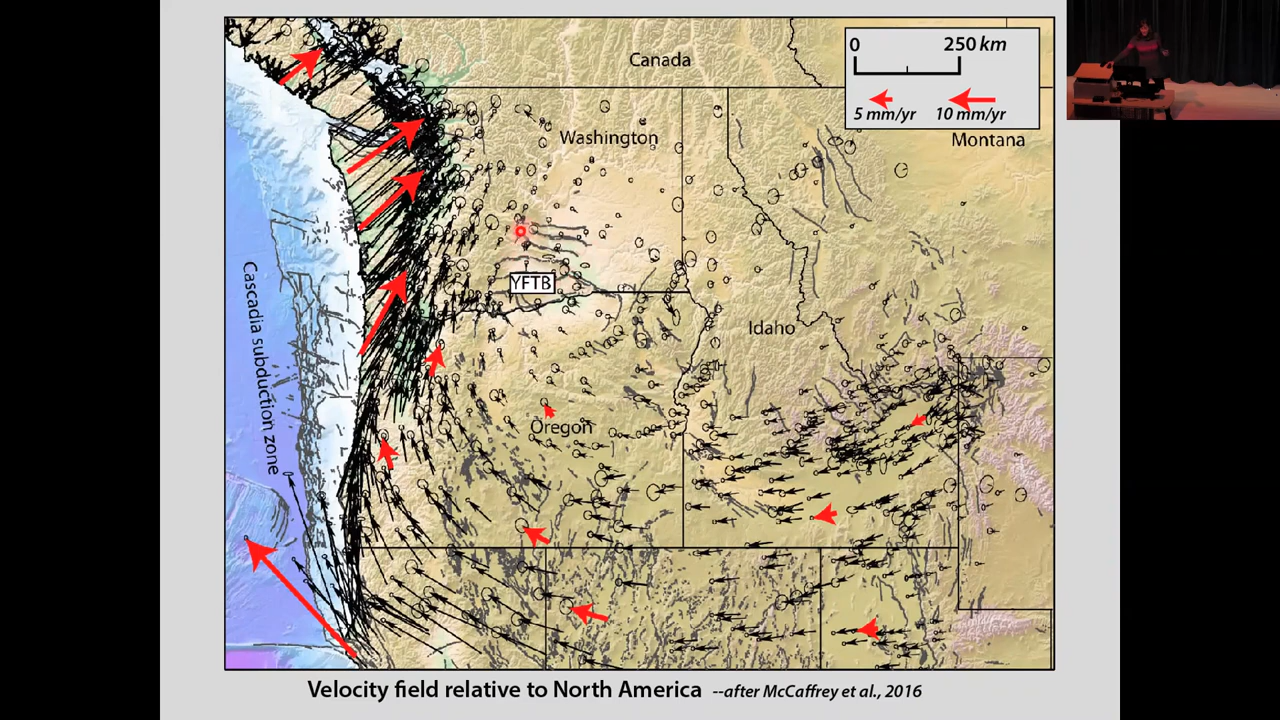 Canada
0
250 km
5 mm/yr
10 mm/yr
Washington
Montana
YFTB
Cascadia subduction zone
Idaho
Oregon
Velocity field relative to North America --after McCaffrey et al., 2016